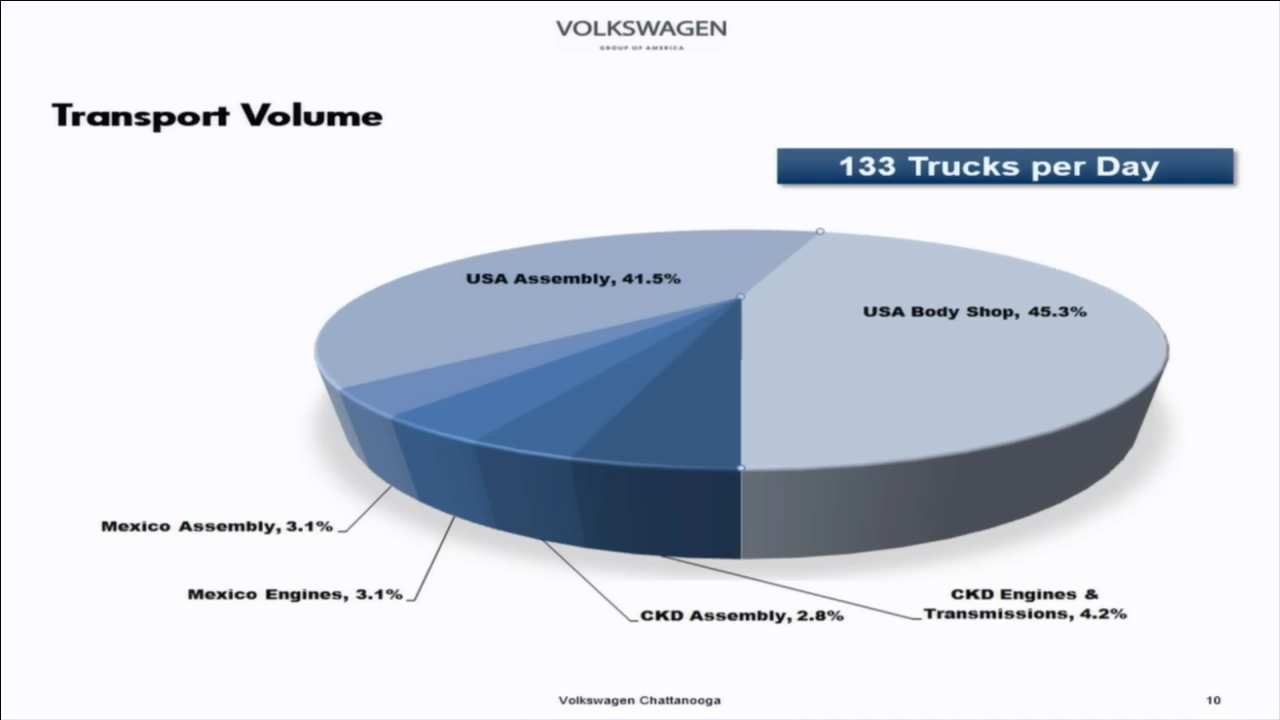 VOLKSWAGEN
GROUP OF AMERICA
Transport Volume
133 Trucks per Day
USA Assembly, 41.5%
USA Body Shop, 45.3%
Mexico Assembly, 3.1%
Mexico Engines, 3.1%
CKD Assembly, 2.8%
CKD Engines &
Transmissions, 4.2%
Volkswagen Chattanooga
10